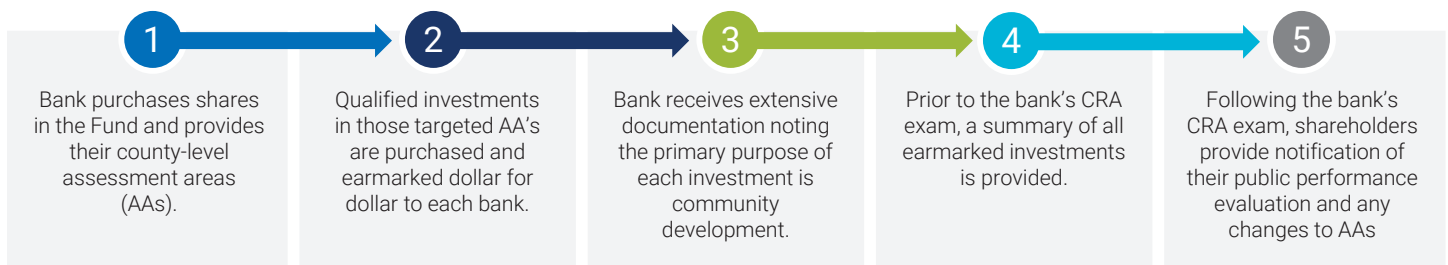 1
Bank purchases shares
in the Fund and provides
their county-level
assessment areas
(AAs).
2
Qualified investments
in those targeted AA's
are purchased and
earmarked dollar for
dollar to each bank.
3
Bank receives extensive
documentation noting
the primary purpose of
each investment is
community
development.
4
Prior to the bank's CRA
exam, a summary of all
earmarked investments
is provided.
5
Following the bank's
CRA exam, shareholders
provide notification of
their public performance
evaluation and any
changes to AAs